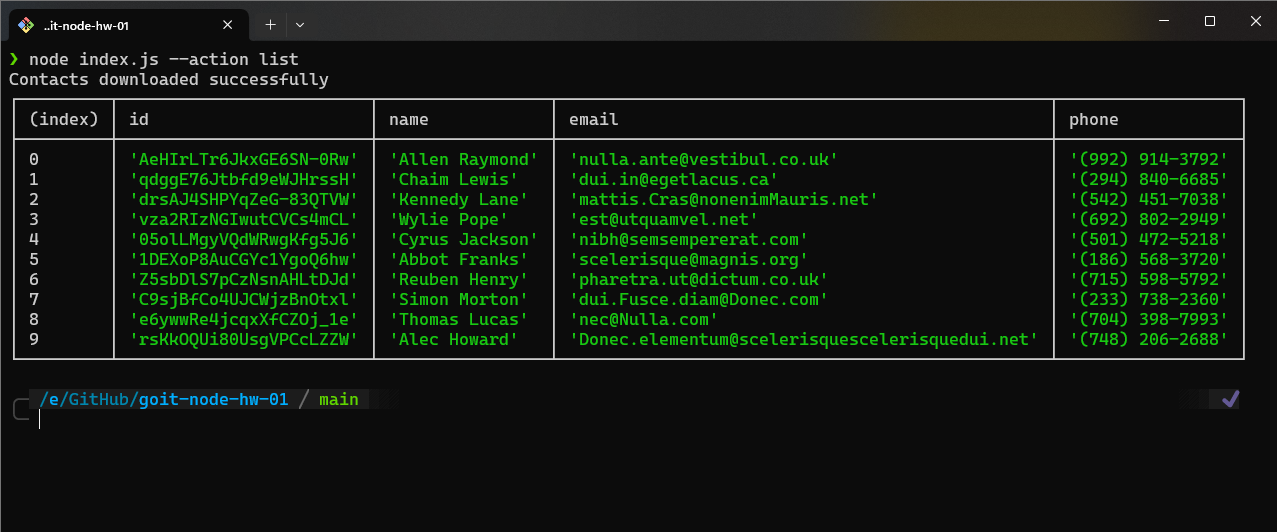 ..it-node-hw-01
❯ node index.js --action list
Contacts downloaded successfully
(index) id name email phone
0 'AeHIrLTr6JkxGE6SN-0Rw' 'Allen Raymond' 'nulla.ante@vestibul.co.uk' '(992) 914-3792'
1 'qdggE76Jtbfd9eWJHrssH' 'Chaim Lewis' 'dui.in@egetlacus.ca' '(294) 840-6685'
2 'drsAJ4SHPYqZeG-83QTVW' 'Kennedy Lane' 'mattis.Cras@nonenimMauris.net' '(542) 451-7038'
3 'vza2RIzNGIwutCVCs4mCL' 'Wylie Pope' 'est@utquamvel.net' '(692) 802-2949'
4 '05olLMgyVQdWRwgKfg5J6' 'Cyrus Jackson' 'nibh@semsempererat.com' '(501) 472-5218'
5 '1DEXoP8AuCGYc1YgoQ6hw' 'Abbot Franks' 'scelerisque@magnis.org' '(186) 568-3720'
6 'Z5sbDlS7pCzNsnAHLtDJd' 'Reuben Henry' 'pharetra.ut@dictum.co.uk' '(715) 598-5792'
7 'C9sjBfCo4UJCWjzBnOtxl' 'Simon Morton' 'dui.Fusce.diam@Donec.com' '(233) 738-2360'
8 'e6ywwRe4jcqxXfCZOj_1e' 'Thomas Lucas' 'nec@Nulla.com' '(704) 398-7993'
9 'rsKkOQUi80UsgVPCcLZZW' 'Alec Howard' 'Donec.elementum@scelerisquescelerisquedui.net' '(748) 206-2688'
/e/GitHub/goit-node-hw-01 / main